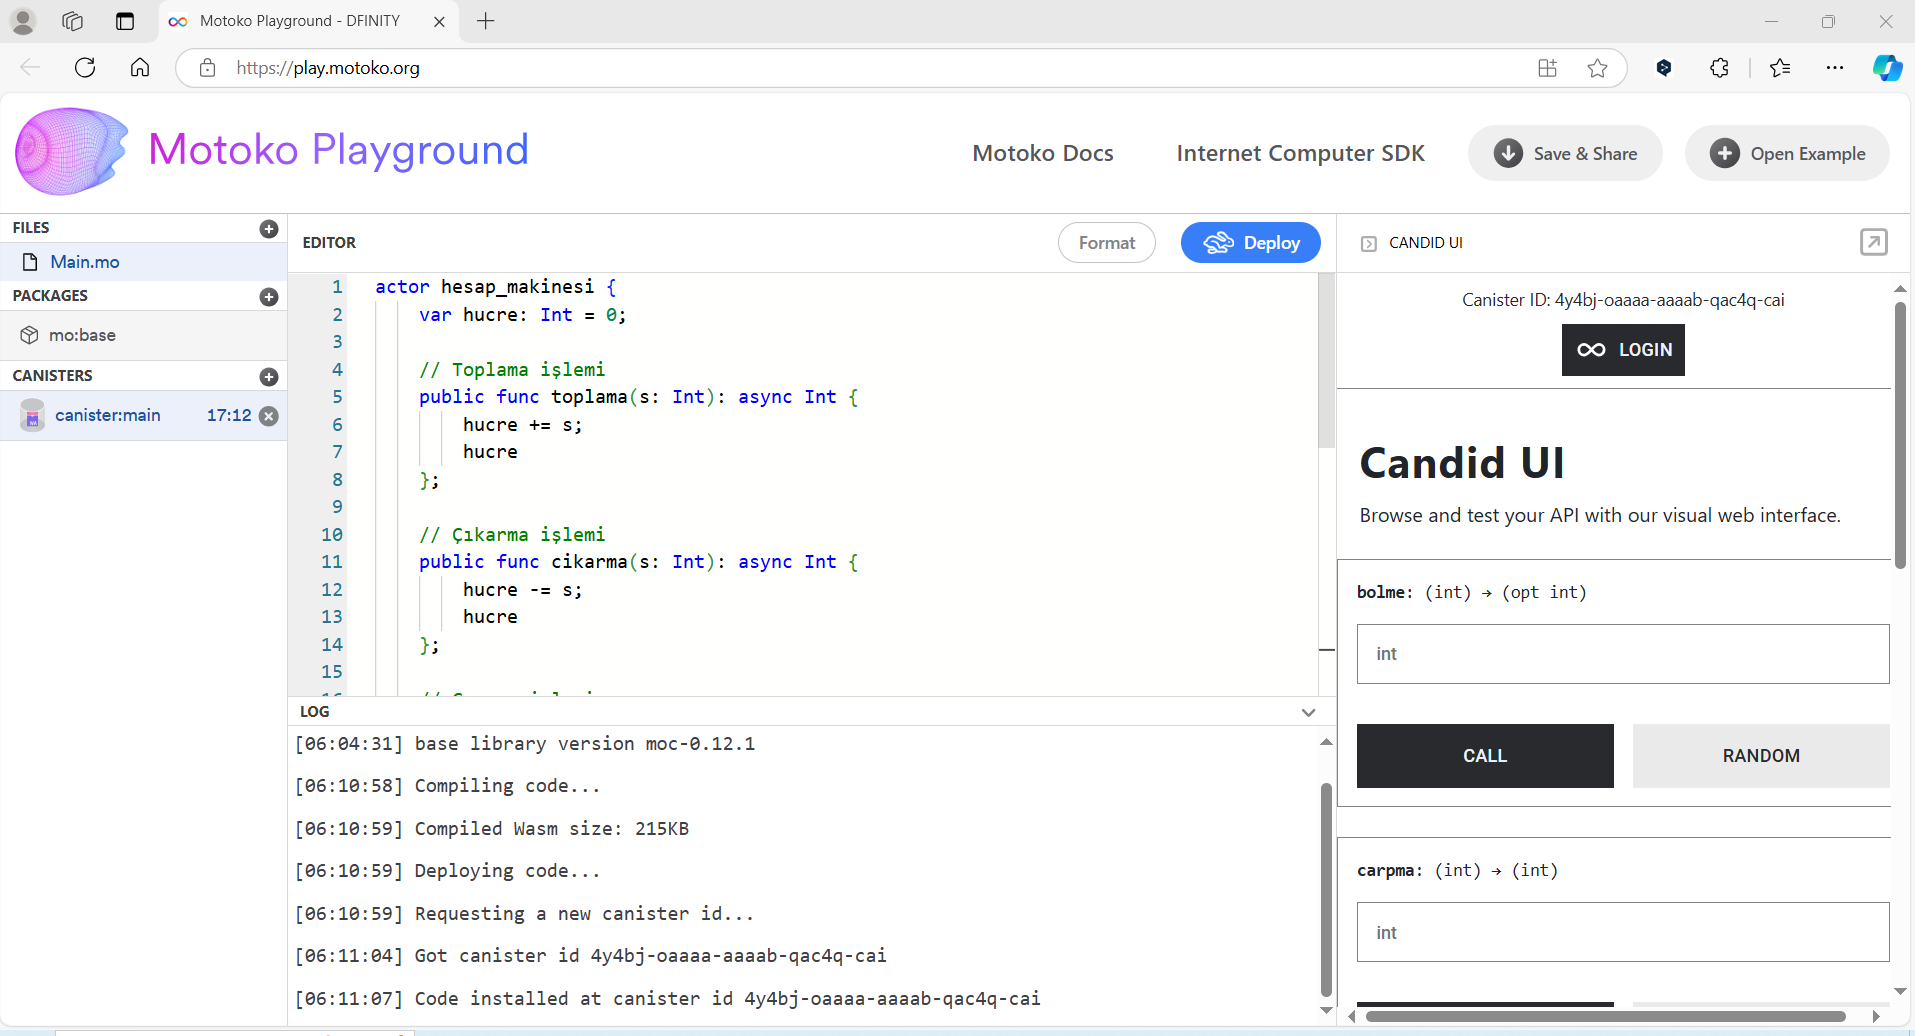 Motoko Playground - DFINITY
https://play.motoko.org
Motoko Playground
Motoko Docs
Internet Computer SDK
Save & Share
Open Example
FILES
Main.mo
PACKAGES
mo:base
CANISTERS
canister:main 17:12
EDITOR
Format
Deploy
1 actor hesap_makinesi {
2 var hucre: Int = 0;
3
4 // Toplama işlemi
5 public func toplama(s: Int): async Int {
6 hucre += s;
7 hucre
8 };
9
10 // Çıkarma işlemi
11 public func cikarma(s: Int): async Int {
12 hucre -= s;
13 hucre
14 };
15
LOG
[06:04:31] base library version moc-0.12.1
[06:10:58] Compiling code...
[06:10:59] Compiled Wasm size: 215KB
[06:10:59] Deploying code...
[06:10:59] Requesting a new canister id...
[06:11:04] Got canister id 4y4bj-oaaaa-aaaab-qac4q-cai
[06:11:07] Code installed at canister id 4y4bj-oaaaa-aaaab-qac4q-cai
CANDID UI
Canister ID: 4y4bj-oaaaa-aaaab-qac4q-cai
LOGIN
Candid UI
Browse and test your API with our visual web interface.
bolme: (int) → (opt int)
int
CALL
RANDOM
carpma: (int) → (int)
int